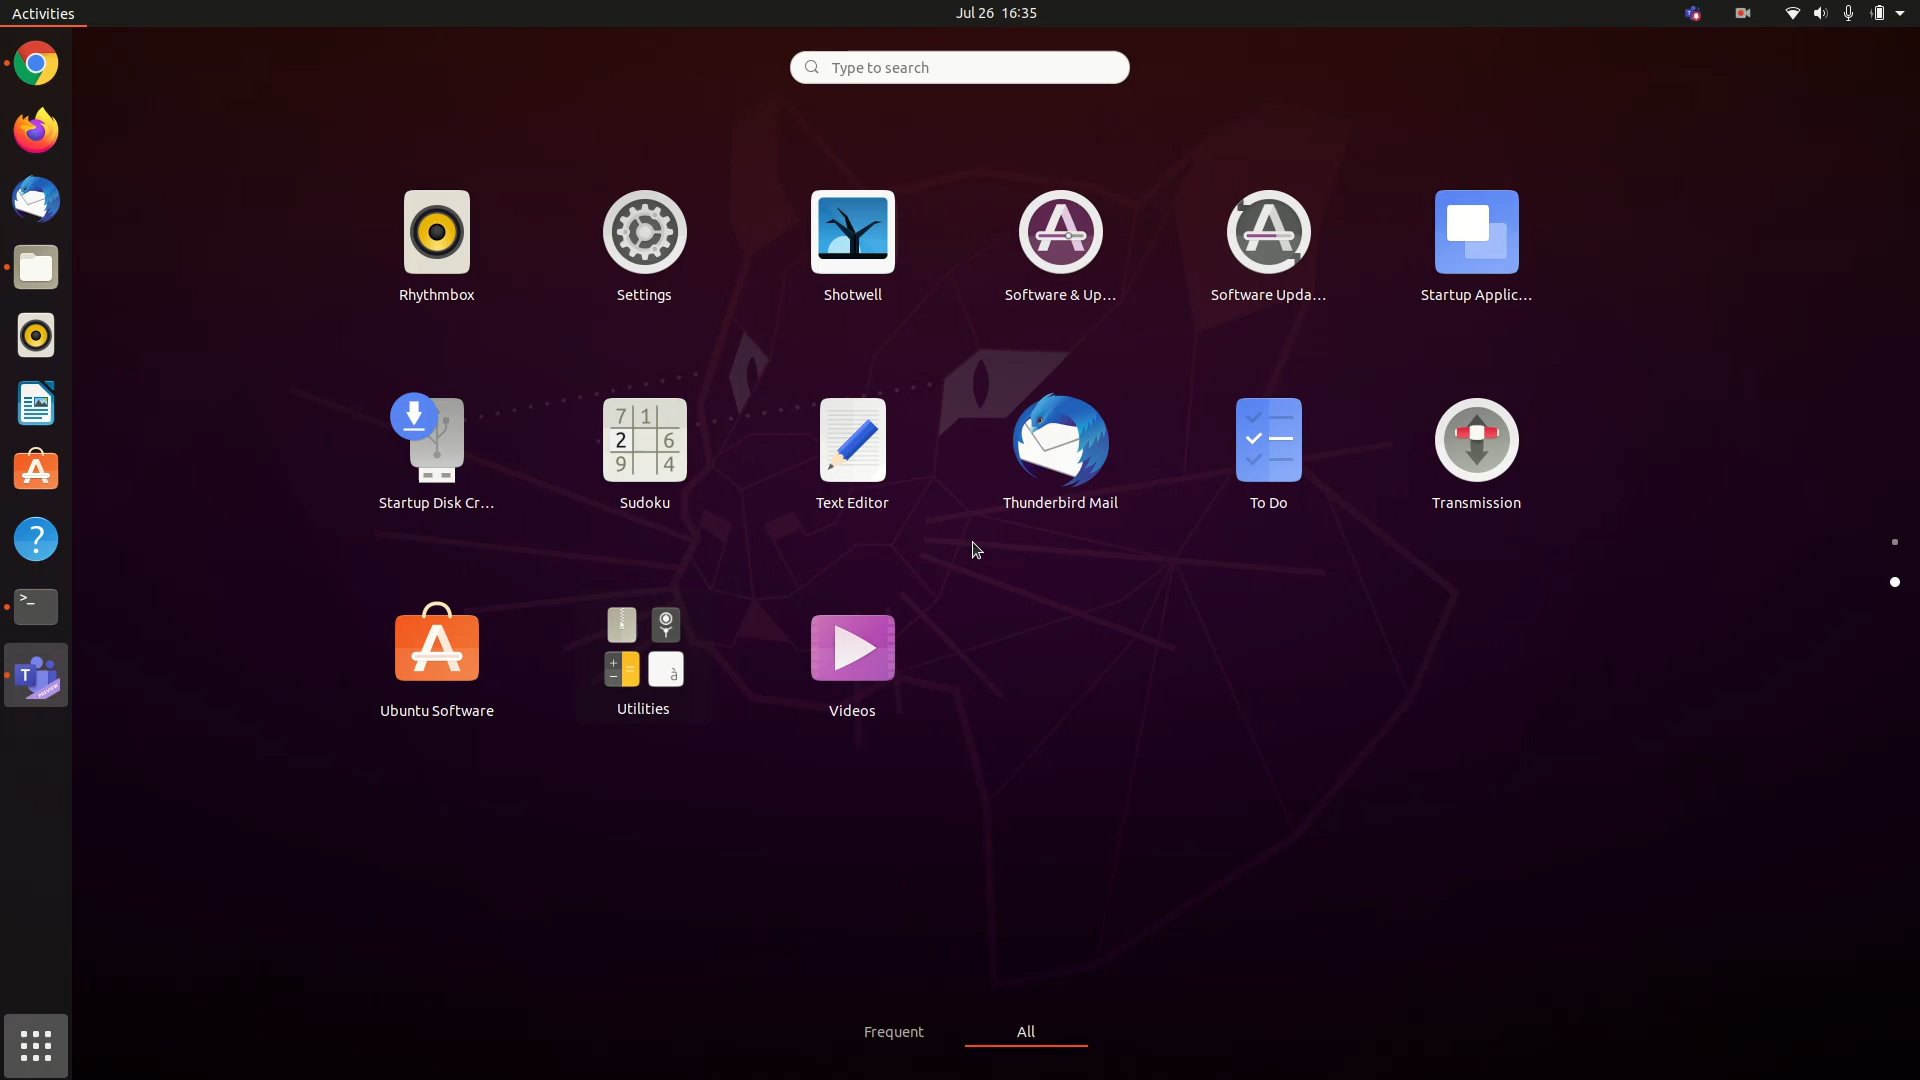 Activities
Jul 26 16:35
Type to search
Rhythmbox
Settings
Shotwell
Software & Up...
Software Upda...
Startup Applic...
Startup Disk Cr...
Sudoku
Text Editor
Thunderbird Mail
To Do
Transmission
Ubuntu Software
Utilities
Videos
Frequent
All